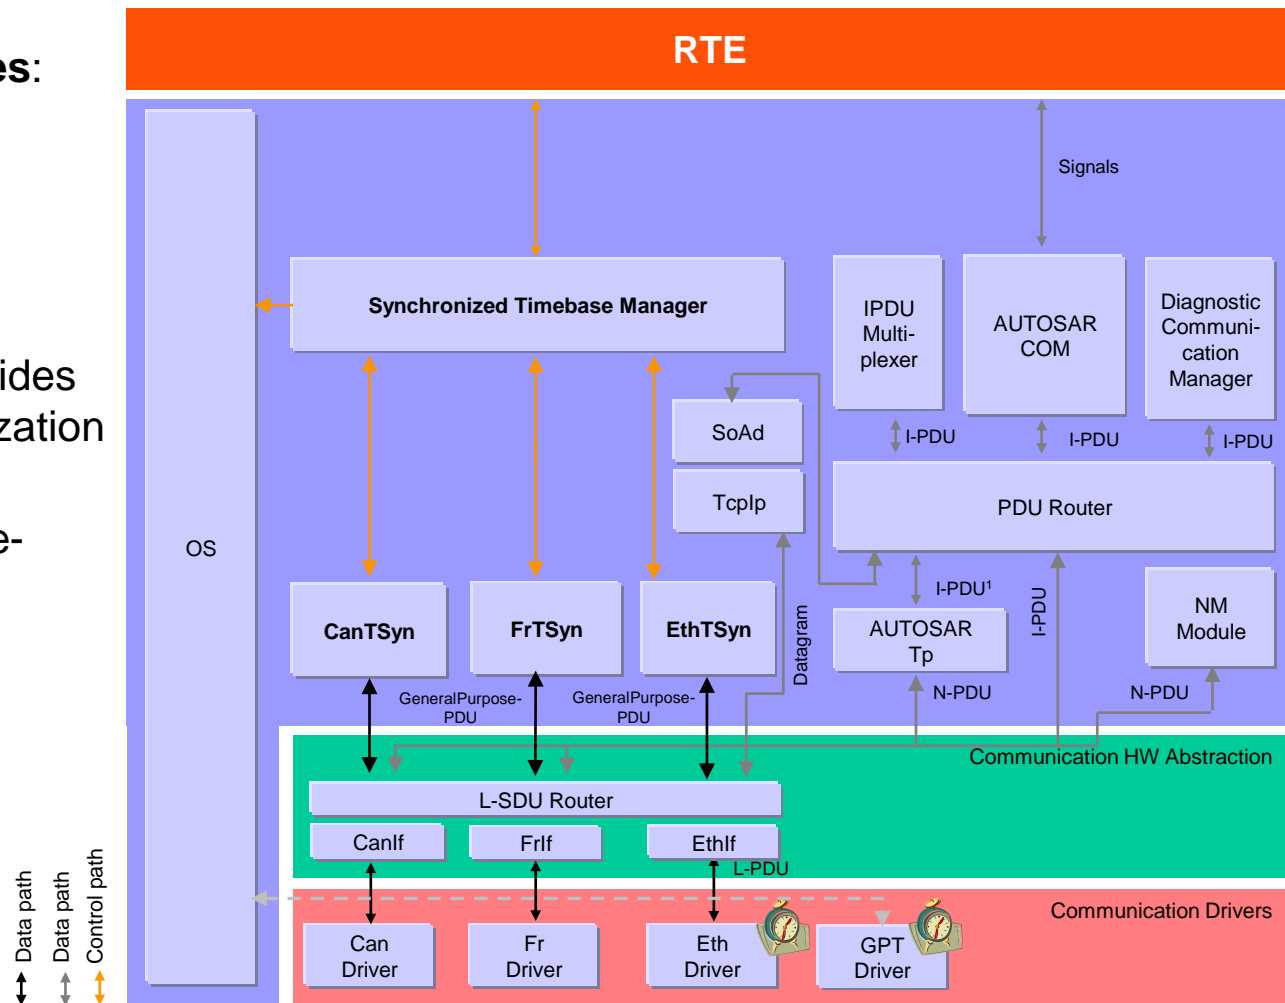 es:
ides
zation
e-
RTE
Signals
Synchronized Timebase Manager
IPDU
Multi-
plexer
AUTOSAR
COM
Diagnostic
Communi-
cation
Manager
SoAd
I-PDU
I-PDU
I-PDU
TcpIp
PDU Router
OS
I-PDU¹
I-PDU
Datagram
CanTSyn
FrTSyn
EthTSyn
AUTOSAR
Tp
NM
Module
GeneralPurpose-
PDU
GeneralPurpose-
PDU
N-PDU
N-PDU
Communication HW Abstraction
L-SDU Router
CanIf
FrIf
EthIf
L-PDU
Communication Drivers
Can
Driver
Fr
Driver
Eth
Driver
GPT
Driver
Data path
Data path
Control path